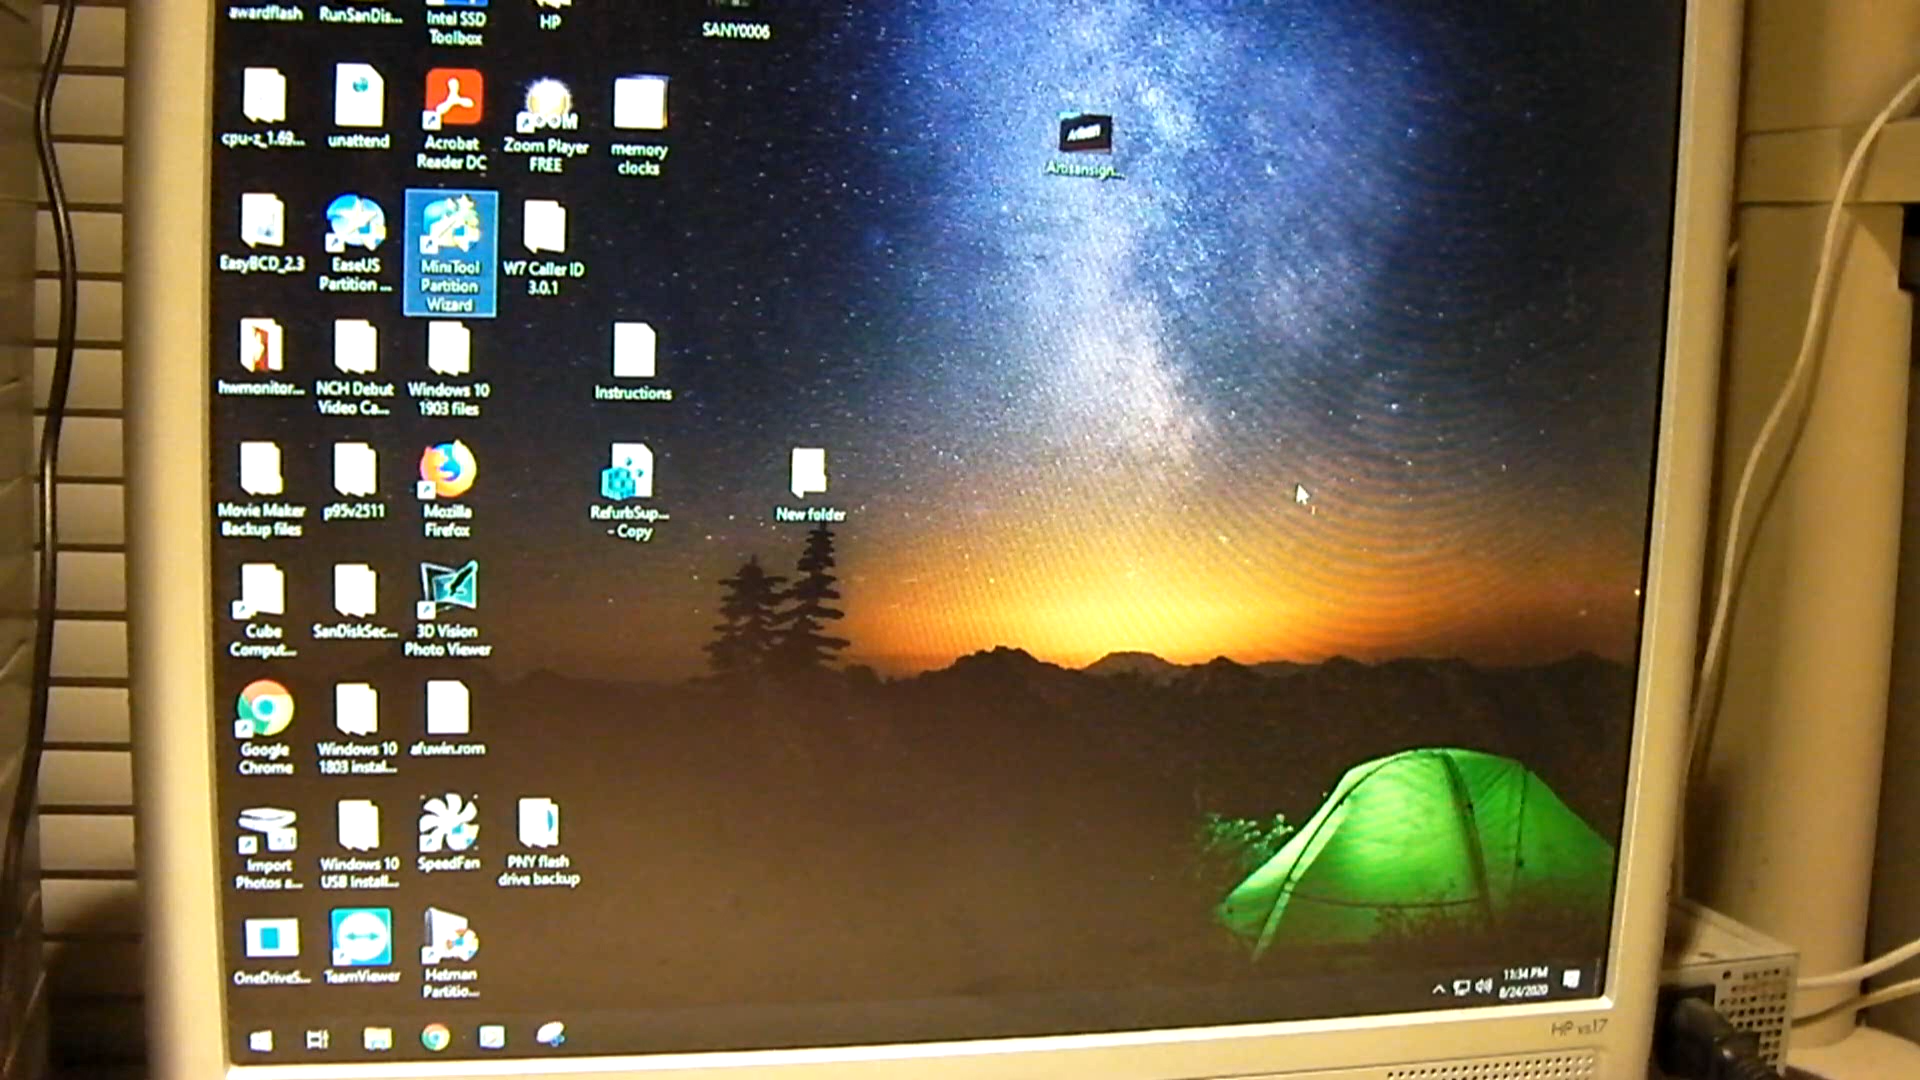 awardflash
RunSanDis...
Intel SSD
Toolbox
HP
SANY0006
cpu-z_1.69...
unattend
Acrobat
Reader DC
Zoom Player
FREE
memory
clocks
Artisansign...
EasyBCD_2.3
EaseUS
Partition ...
MiniTool
Partition
Wizard
W7 Caller ID
3.0.1
hwmonitor...
NCH Debut
Video Ca...
Windows 10
1903 files
Instructions
Movie Maker
Backup files
p95v2511
Mozilla
Firefox
RefurbSup...
- Copy
New folder
Cube
Comput...
SanDiskSec...
3D Vision
Photo Viewer
Google
Chrome
Windows 10
1803 instal...
afuwin.rom
Import
Photos a...
Windows 10
USB Install...
SpeedFan
PNY flash
drive backup
OneDriveS...
TeamViewer
Hetman
Partitio...
11:34 PM
8/24/2020
HP vs17